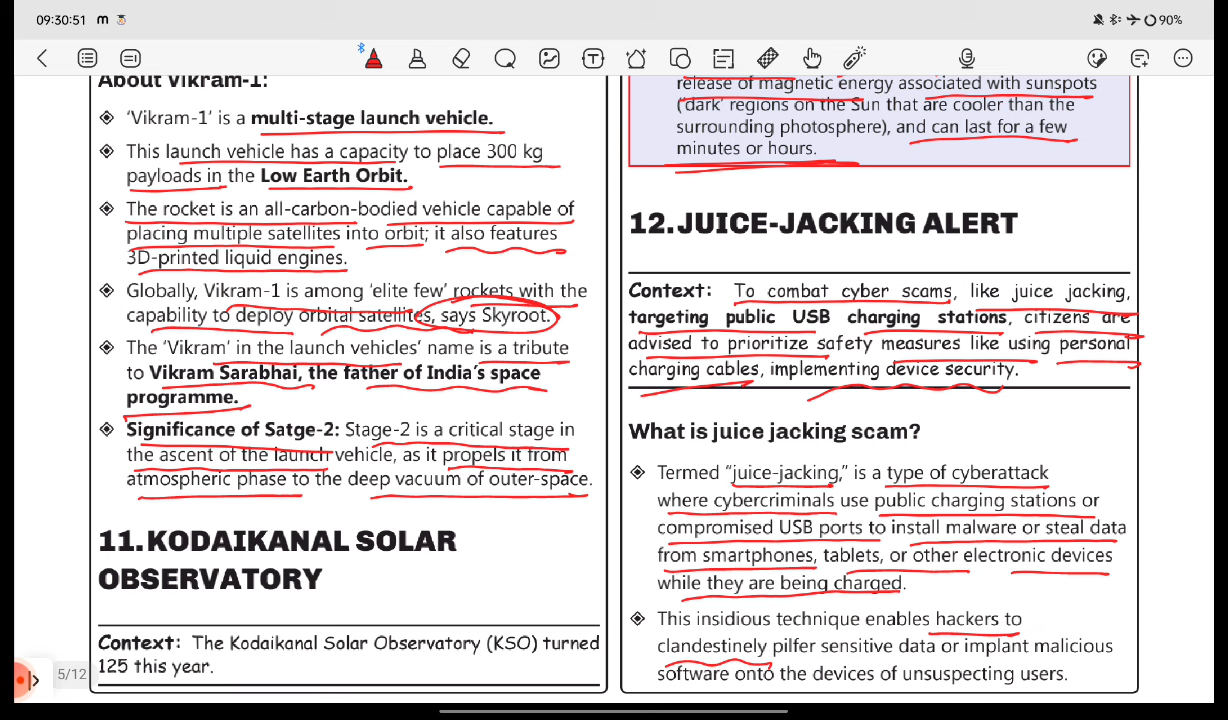 09:30:51 m
90%
About Vikram-1:
‘Vikram-1’ is a multi-stage launch vehicle.
This launch vehicle has a capacity to place 300 kg
payloads in the Low Earth Orbit.
The rocket is an all-carbon-bodied vehicle capable of
placing multiple satellites into orbit; it also features
3D-printed liquid engines.
Globally, Vikram-1 is among ‘elite few’ rockets with the
capability to deploy orbital satellites, says Skyroot.
The ‘Vikram’ in the launch vehicles’ name is a tribute
to Vikram Sarabhai, the father of India’s space
programme.
Significance of Satge-2: Stage-2 is a critical stage in
the ascent of the launch vehicle, as it propels it from
atmospheric phase to the deep vacuum of outer-space.
11.KODAIKANAL SOLAR
OBSERVATORY
Context: The Kodaikanal Solar Observatory (KSO) turned
125 this year.
5/12
release of magnetic energy associated with sunspots
(‘dark’ regions on the Sun that are cooler than the
surrounding photosphere), and can last for a few
minutes or hours.
12.JUICE-JACKING ALERT
Context: To combat cyber scams, like juice jacking,
targeting public USB charging stations, citizens are
advised to prioritize safety measures like using personal
charging cables, implementing device security.
What is juice jacking scam?
Termed “juice-jacking,” is a type of cyberattack
where cybercriminals use public charging stations or
compromised USB ports to install malware or steal data
from smartphones, tablets, or other electronic devices
while they are being charged.
This insidious technique enables hackers to
clandestinely pilfer sensitive data or implant malicious
software onto the devices of unsuspecting users.